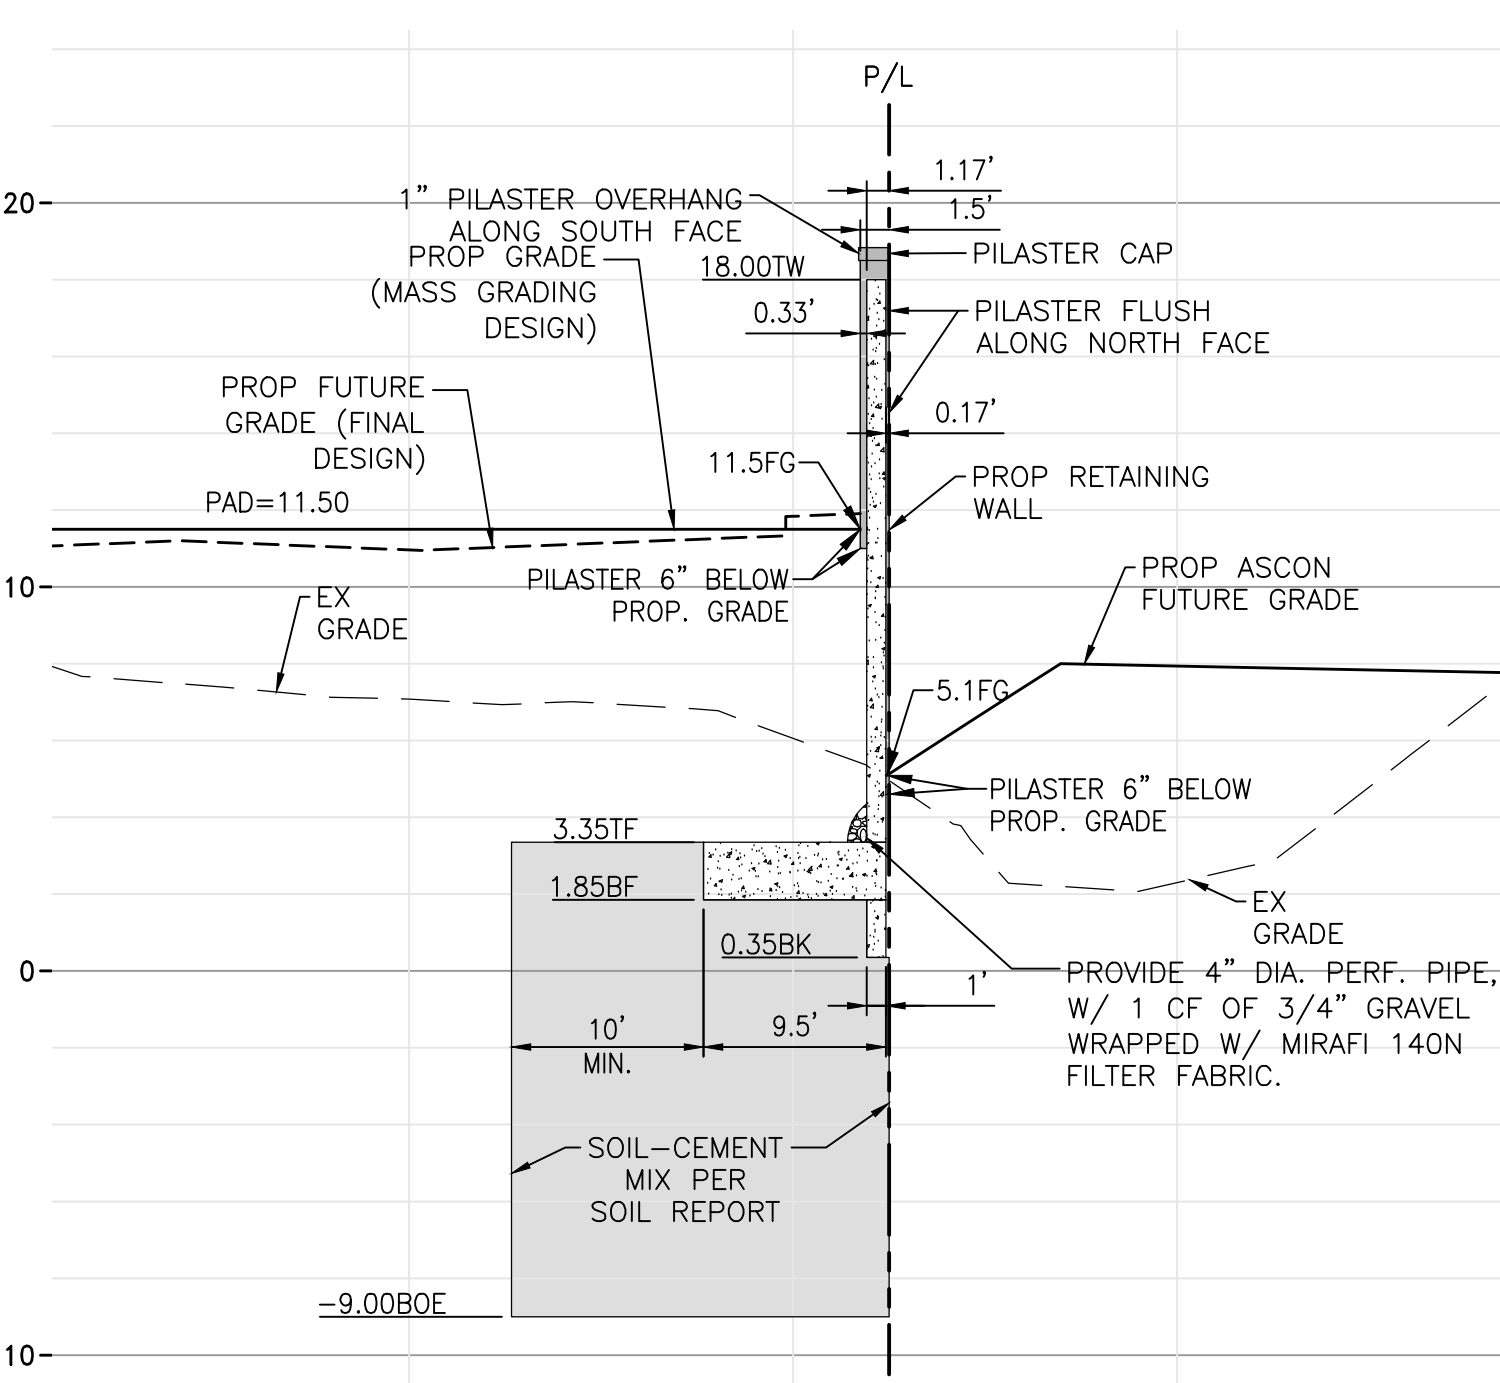 P/L
1.17'
20
1" PILASTER OVERHANG
ALONG SOUTH FACE
1.5'
PROP GRADE
(MASS GRADING
DESIGN)
18.00TW
PILASTER CAP
0.33'
PILASTER FLUSH
ALONG NORTH FACE
PROP FUTURE
GRADE (FINAL
DESIGN)
0.17'
11.5FG
PROP RETAINING
WALL
PAD=11.50
10
PILASTER 6" BELOW
PROP. GRADE
PROP ASCON
FUTURE GRADE
EX
GRADE
5.1FG
PILASTER 6" BELOW
PROP. GRADE
3.35TF
1.85BF
EX
GRADE
0.35BK
0
PROVIDE 4" DIA. PERF. PIPE,
W/ 1 CF OF 3/4" GRAVEL
WRAPPED W/ MIRAFI 140N
FILTER FABRIC.
1'
10'
MIN.
9.5'
SOIL-CEMENT
MIX PER
SOIL REPORT
-9.00BOE
10